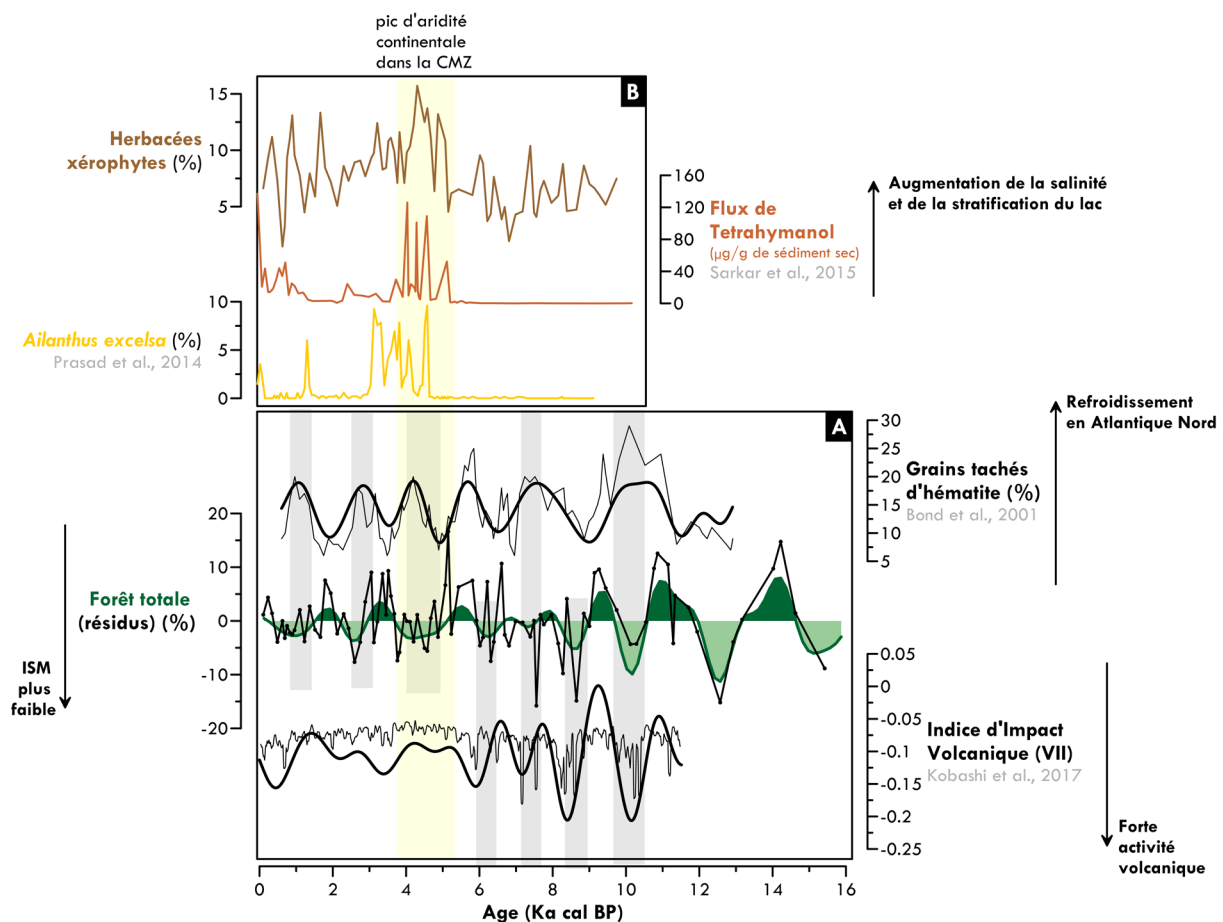 pic d'aridité
continentale
dans la CMZ
B
15
10
5
Herbacées
xérophytes (%)
160
120
80
40
0
Flux de
Tetrahymanol
(µg/g de sédiment sec)
Sarkar et al., 2015
Augmentation de la salinité
et de la stratification du lac
10
5
0
Ailanthus excelsa (%)
Prasad et al., 2014
A
30
25
20
15
10
5
Grains tachés
d'hématite (%)
Bond et al., 2001
Refroidissement
en Atlantique Nord
20
10
0
-10
-20
Forêt totale
(résidus) (%)
ISM
plus
faible
0.05
0
-0.05
-0.1
-0.15
-0.2
-0.25
Indice d'Impact
Volcanique (VII)
Kobashi et al., 2017
Forte
activité
volcanique
0 2 4 6 8 10 12 14 16
Age (Ka cal BP)